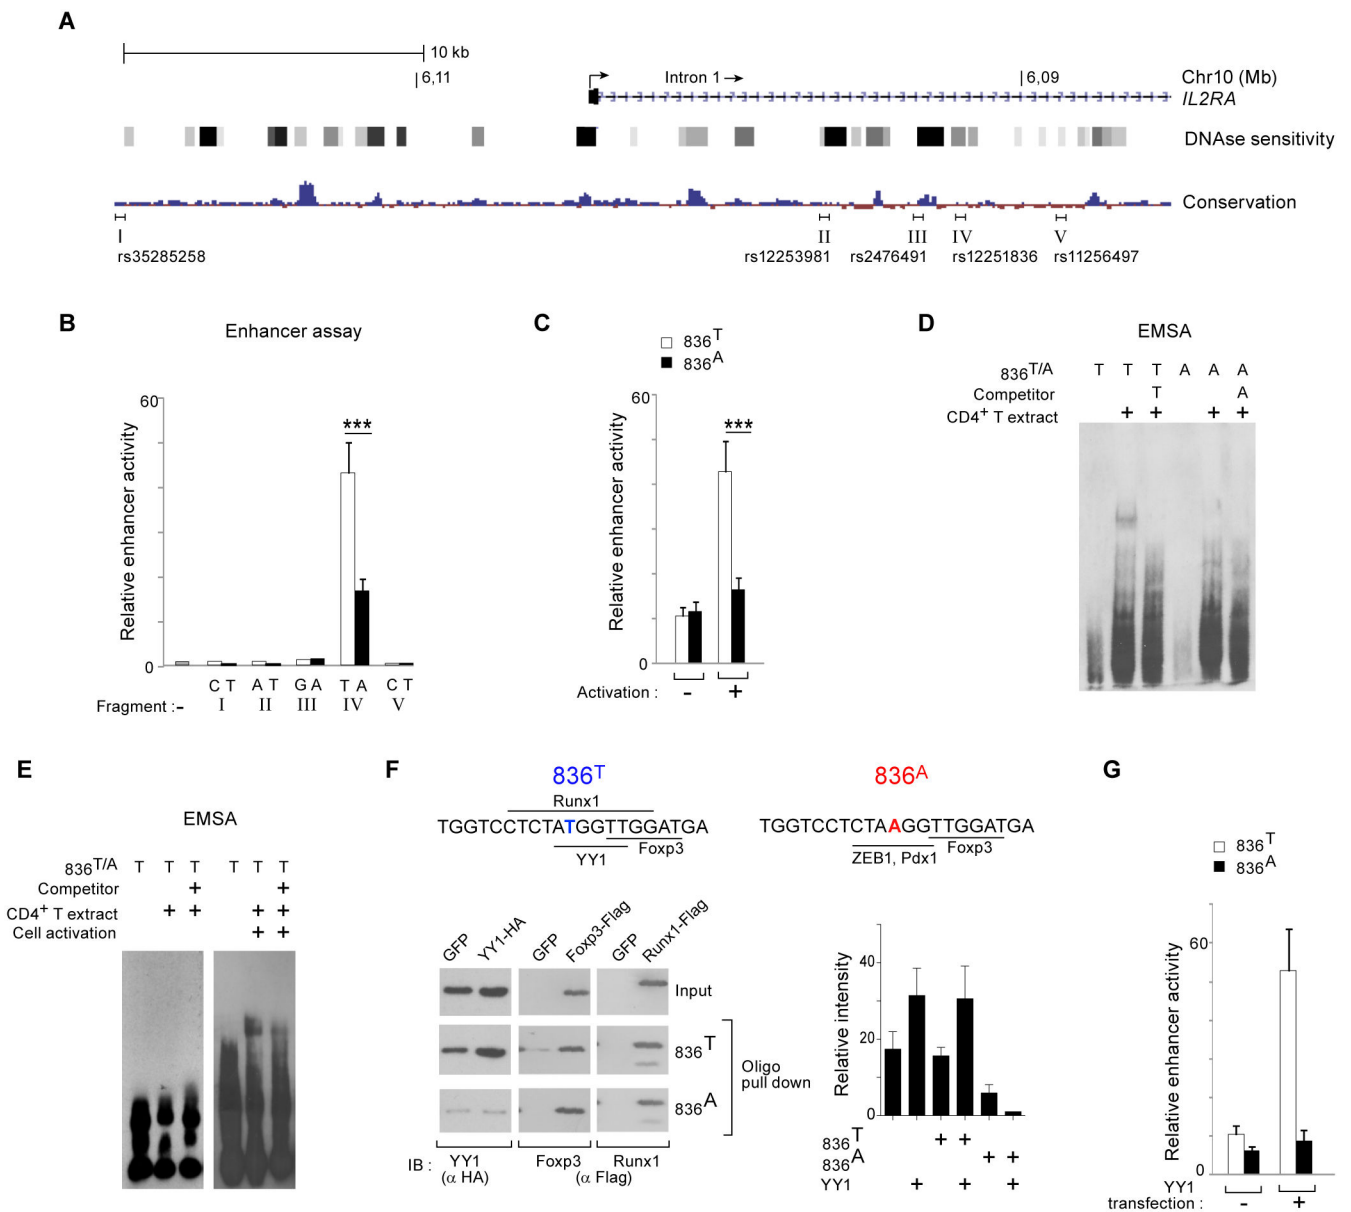 A
10 kb
6,11
Intron 1
6,09
Chr10 (Mb)
IL2RA
DNAse sensitivity
Conservation
I II III IV V
rs35285258 rs12253981 rs2476491 rs12251836 rs11256497
B
Enhancer assay
Relative enhancer activity
60
0
***
C T A T G A T A C T
Fragment : - I II III IV V
C
836T
836A
Relative enhancer activity
60
0
***
Activation : - +
D
EMSA
836T/A T T T A A A
Competitor T A
CD4+ T extract + + + +
E
EMSA
836T/A T T T T T T
Competitor + +
CD4+ T extract + + + +
Cell activation + +
F
836T
Runx1
TGGTCCTCTATGGTTGGATGA
YY1 Foxp3
836A
TGGTCCTCTAAGGTTGGATGA
ZEB1, Pdx1 Foxp3
GFP YY1-HA GFP Foxp3-Flag GFP Runx1-Flag
Input
836T
836A
Oligo
pull down
IB : YY1 Foxp3 Runx1
(α HA) (α Flag)
Relative intensity
40
20
0
836T + +
836A + +
YY1 + + +
G
836T
836A
Relative enhancer activity
60
0
YY1
transfection : - +